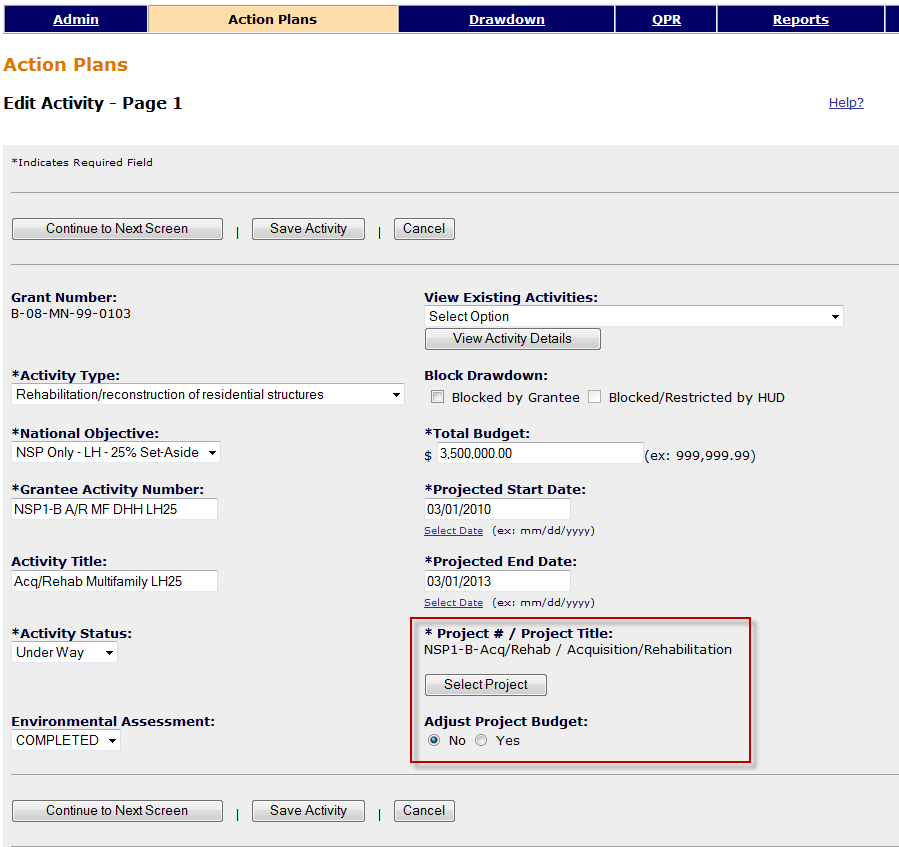 Admin Action Plans Drawdown QPR Reports
Action Plans
Edit Activity - Page 1 Help?
*Indicates Required Field
Continue to Next Screen | Save Activity | Cancel
Grant Number: View Existing Activities:
B-08-MN-99-0103 Select Option
View Activity Details
*Activity Type: Block Drawdown:
Rehabilitation/reconstruction of residential structures Blocked by Grantee Blocked/Restricted by HUD
*National Objective: *Total Budget:
NSP Only - LH - 25% Set-Aside $ 3,500,000.00 (ex: 999,999.99)
*Grantee Activity Number: *Projected Start Date:
NSP1-B A/R MF DHH LH25 03/01/2010
Select Date (ex: mm/dd/yyyy)
Activity Title: *Projected End Date:
Acq/Rehab Multifamily LH25 03/01/2013
Select Date (ex: mm/dd/yyyy)
*Activity Status: * Project # / Project Title:
Under Way NSP1-B-Acq/Rehab / Acquisition/Rehabilitation
Select Project
Environmental Assessment: Adjust Project Budget:
COMPLETED No Yes
Continue to Next Screen | Save Activity | Cancel